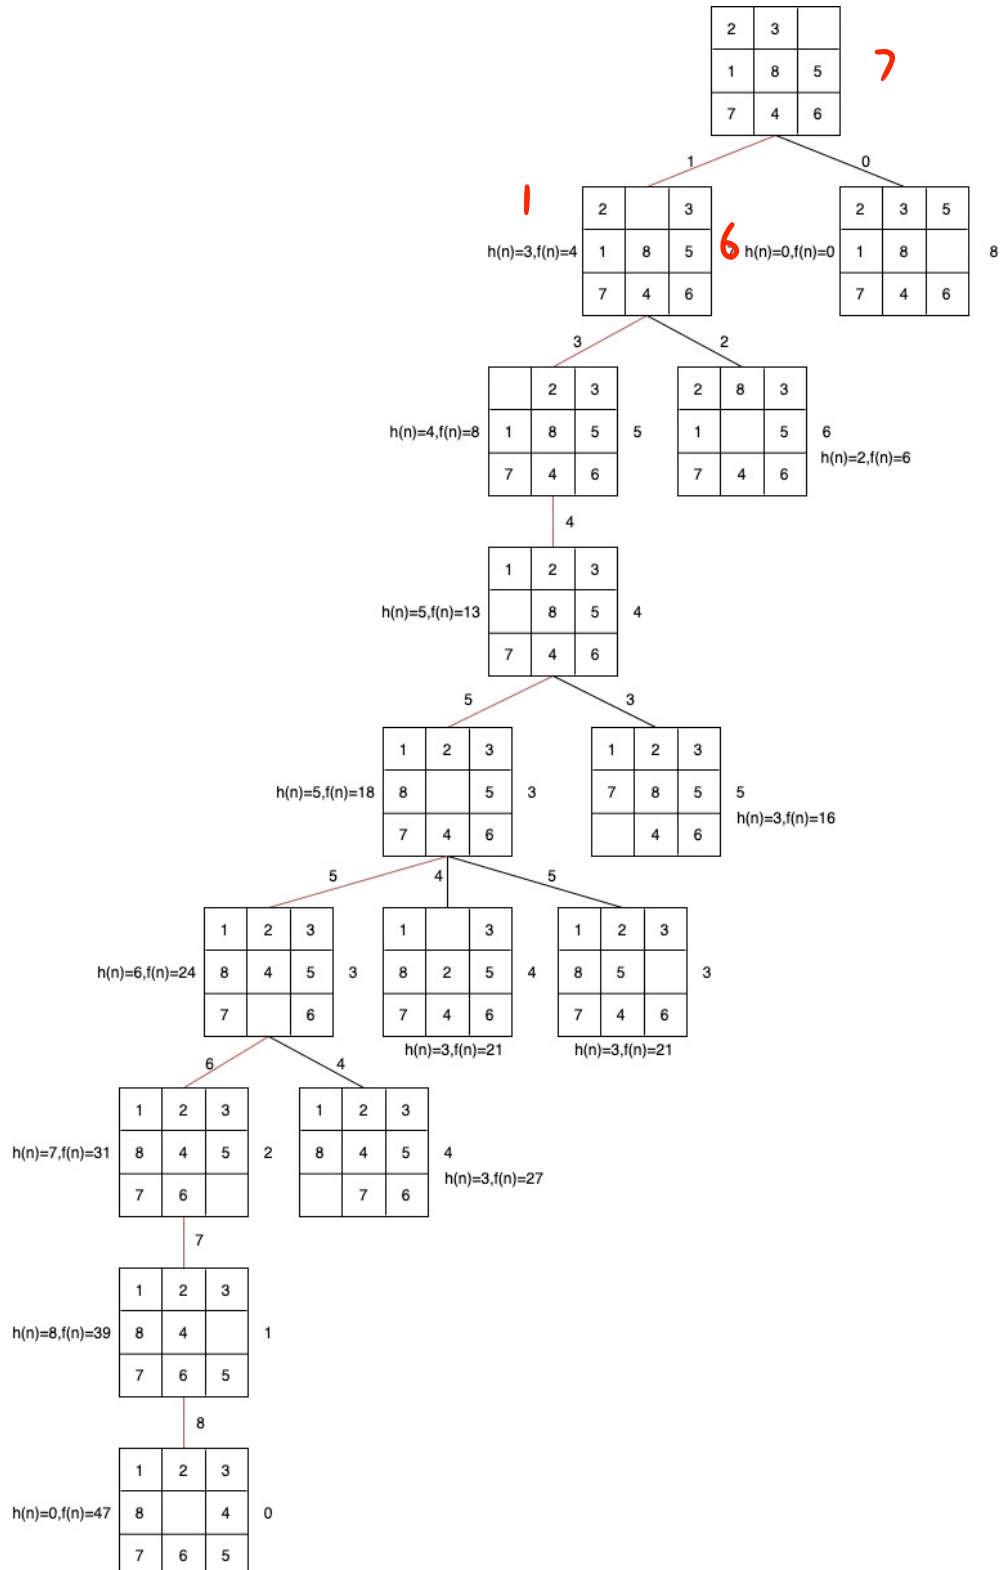 2 3
1 8 5
7 4 6
7
1
0
1
2 3
1 8 5
7 4 6
h(n)=3,f(n)=4
6
h(n)=0,f(n)=0
2 3 5
1 8
7 4 6
8
3
2
2 3
1 8 5
7 4 6
h(n)=4,f(n)=8
5
2 8 3
1 5
7 4 6
6
h(n)=2,f(n)=6
4
1 2 3
8 5
7 4 6
h(n)=5,f(n)=13
4
5
3
1 2 3
8 5
7 4 6
h(n)=5,f(n)=18
3
1 2 3
7 8 5
4 6
5
h(n)=3,f(n)=16
5
4
5
1 2 3
8 4 5
7 6
h(n)=6,f(n)=24
3
1 3
8 2 5
7 4 6
4
h(n)=3,f(n)=21
1 2 3
8 5
7 4 6
3
h(n)=3,f(n)=21
6
4
1 2 3
8 4 5
7 6
h(n)=7,f(n)=31
2
1 2 3
8 4 5
7 6
4
h(n)=3,f(n)=27
7
1 2 3
8 4
7 6 5
h(n)=8,f(n)=39
1
8
1 2 3
8 4
7 6 5
h(n)=0,f(n)=47
0